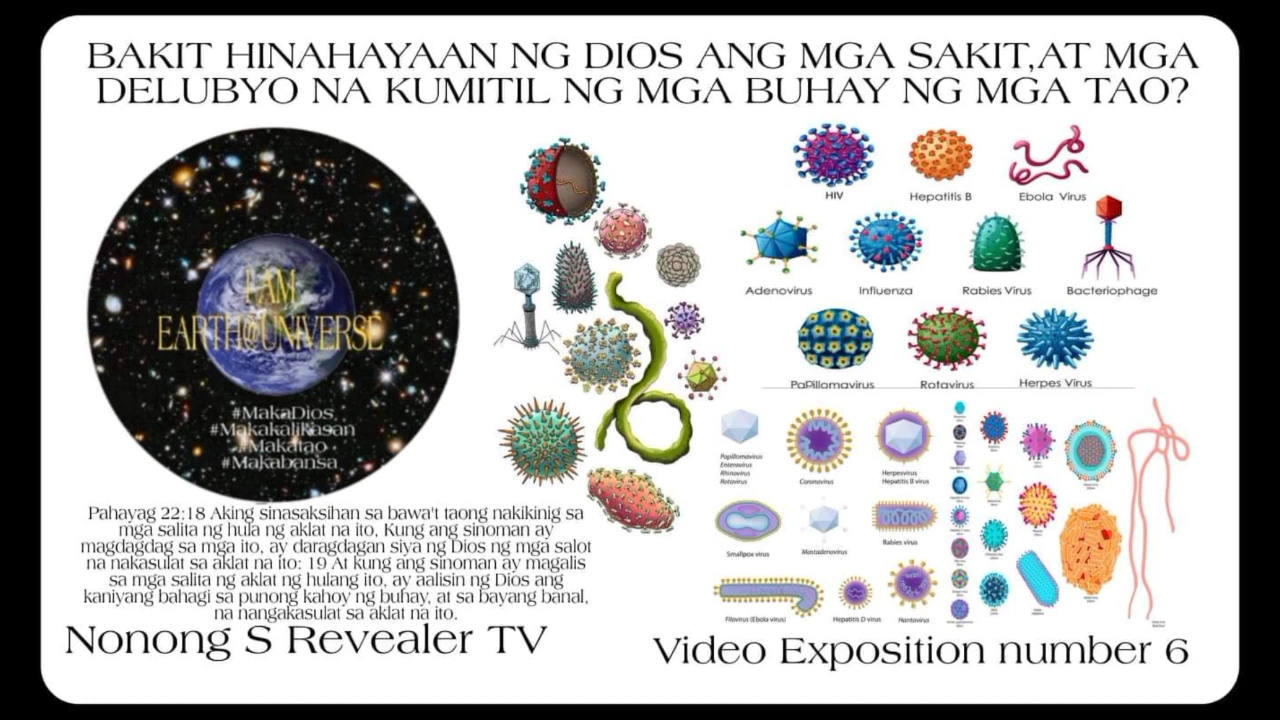 BAKIT HINAHAYAAN NG DIOS ANG MGA SAKIT,AT MGA
DELUBYO NA KUMITIL NG MGA BUHAY NG MGA TAO?
I AM
EARTH@UNIVERSE
#MakaDios,
#Makakalikasan
#Makatao
#Makabansa
Pahayag 22:18 Aking sinasaksihan sa bawa't taong nakikinig sa
mga salita ng hula ng aklat na ito, Kung ang sinoman ay
magdagdag sa mga ito, ay daragdagan siya ng Dios ng mga salot
na nakasulat sa aklat na ito: 19 At kung ang sinoman ay magalis
sa mga salita ng aklat ng hulang ito, ay aalisin ng Dios ang
kaniyang bahagi sa punong kahoy ng buhay, at sa bayang banal,
na nangakasulat sa aklat na ito.
Nonong S Revealer TV
HIV
Hepatitis B
Ebola Virus
Adenovirus
Influenza
Rabies Virus
Bacteriophage
PaPillomavirus
Rotavirus
Herpes Virus
Papillomavirus
Enterovirus
Rhinovirus
Rotavirus
Coronavirus
Herpesvirus
Hepatitis B virus
Smallpox virus
Mastadenovirus
Rabies virus
Filovirus (Ebola virus)
Hepatitis D virus
Hantavirus
Video Exposition number 6